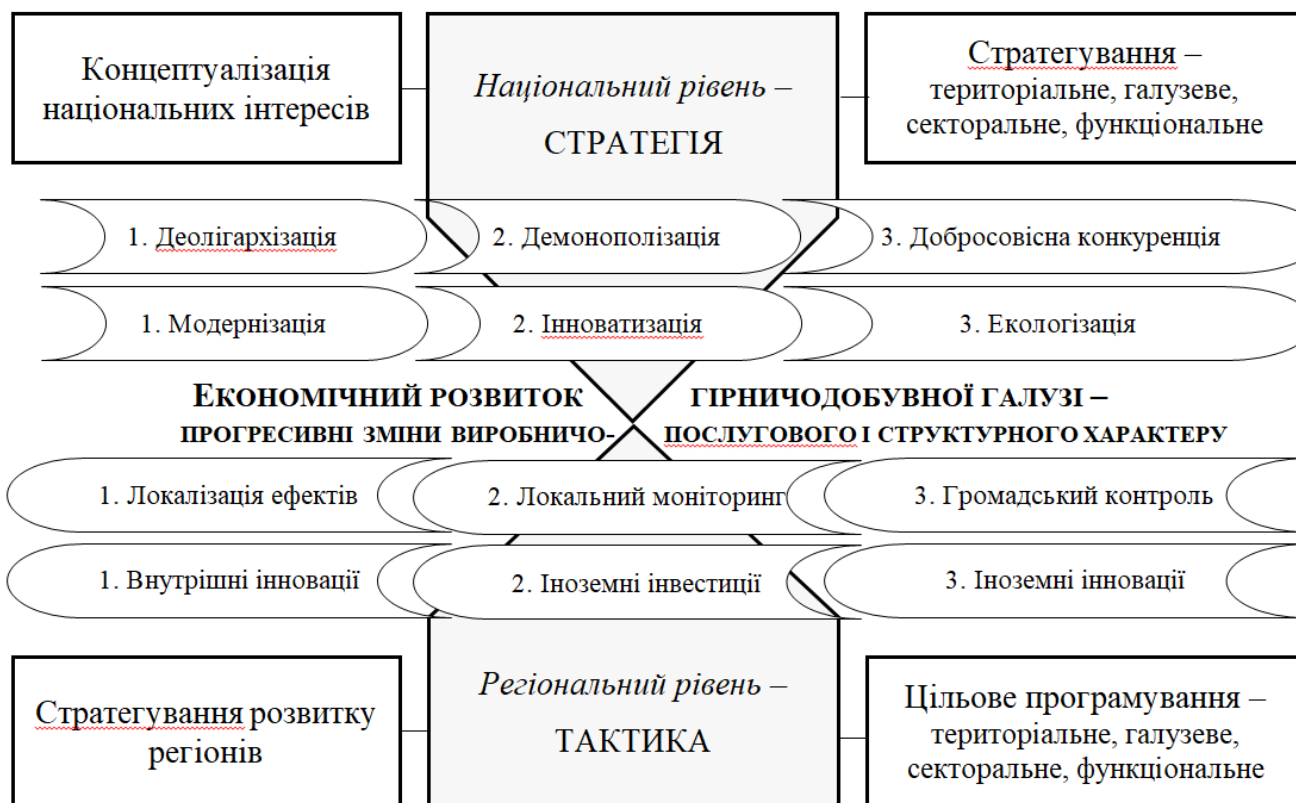 Концептуалізація
національних інтересів
Національний рівень –
СТРАТЕГІЯ
Стратегування –
територіальне, галузеве,
секторальне, функціональне
1. Деолігархізація
2. Демонополізація
3. Добросовісна конкуренція
1. Модернізація
2. Інноватизація
3. Екологізація
ЕКОНОМІЧНИЙ РОЗВИТОК ГІРНИЧОДОБУВНОЇ ГАЛУЗІ –
ПРОГРЕСИВНІ ЗМІНИ ВИРОБНИЧО-ПОСЛУГОВОГО І СТРУКТУРНОГО ХАРАКТЕРУ
1. Локалізація ефектів
2. Локальний моніторинг
3. Громадський контроль
1. Внутрішні інновації
2. Іноземні інвестиції
3. Іноземні інновації
Стратегування розвитку
регіонів
Регіональний рівень –
ТАКТИКА
Цільове програмування –
територіальне, галузеве,
секторальне, функціональне